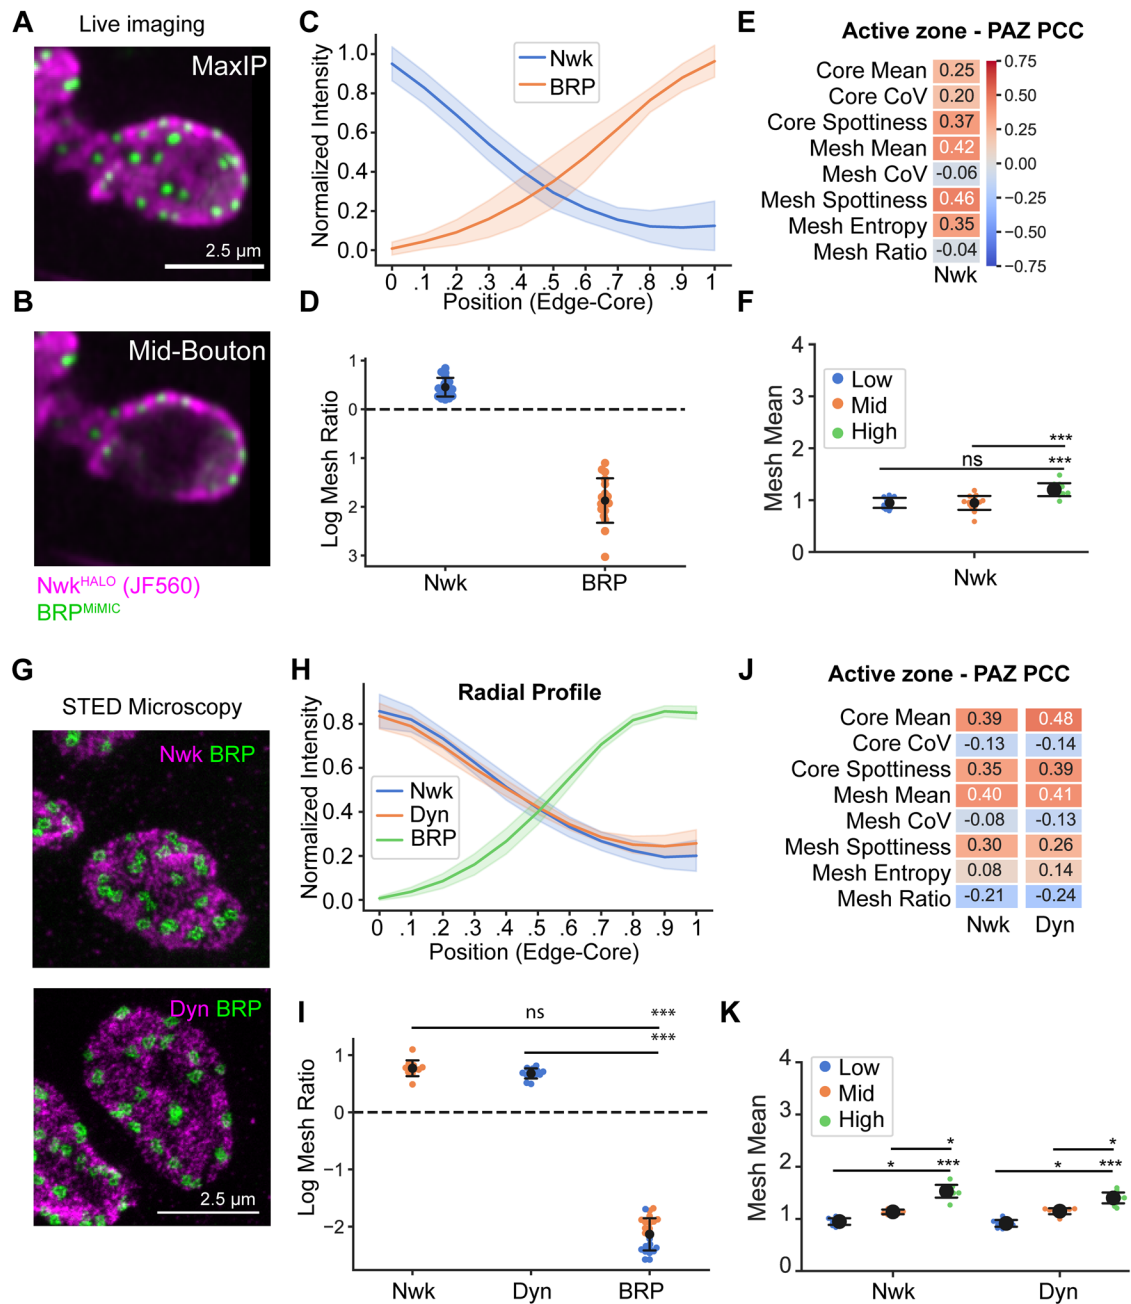 A
Live imaging
MaxIP
2.5 µm
B
Mid-Bouton
Nwk^HALO (JF560)
BRP^MiMIC
C
Normalized Intensity
1.0
0.8
0.6
0.4
0.2
0.0
Nwk
BRP
0 .1 .2 .3 .4 .5 .6 .7 .8 .9 1
Position (Edge-Core)
D
Log Mesh Ratio
1
0
1
2
3
Nwk BRP
E
Active zone - PAZ PCC
Core Mean 0.25
Core CoV 0.20
Core Spottiness 0.37
Mesh Mean 0.42
Mesh CoV -0.06
Mesh Spottiness 0.46
Mesh Entropy 0.35
Mesh Ratio -0.04
Nwk
0.75
0.50
0.25
0.00
−0.25
−0.50
−0.75
F
Mesh Mean
4
3
2
1
0
Low
Mid
High
***
ns ***
Nwk
G
STED Microscopy
Nwk BRP
Dyn BRP
2.5 µm
H
Radial Profile
Normalized Intensity
0.8
0.6
0.4
0.2
0.0
Nwk
Dyn
BRP
0 .1 .2 .3 .4 .5 .6 .7 .8 .9 1
Position (Edge-Core)
I
Log Mesh Ratio
ns ***
***
1
0
−1
−2
Nwk Dyn BRP
J
Active zone - PAZ PCC
Core Mean 0.39 0.48
Core CoV -0.13 -0.14
Core Spottiness 0.35 0.39
Mesh Mean 0.40 0.41
Mesh CoV -0.08 -0.13
Mesh Spottiness 0.30 0.26
Mesh Entropy 0.08 0.14
Mesh Ratio -0.21 -0.24
Nwk Dyn
K
Mesh Mean
4
3
2
1
0
Low
Mid
High
* *
* *** * ***
Nwk Dyn